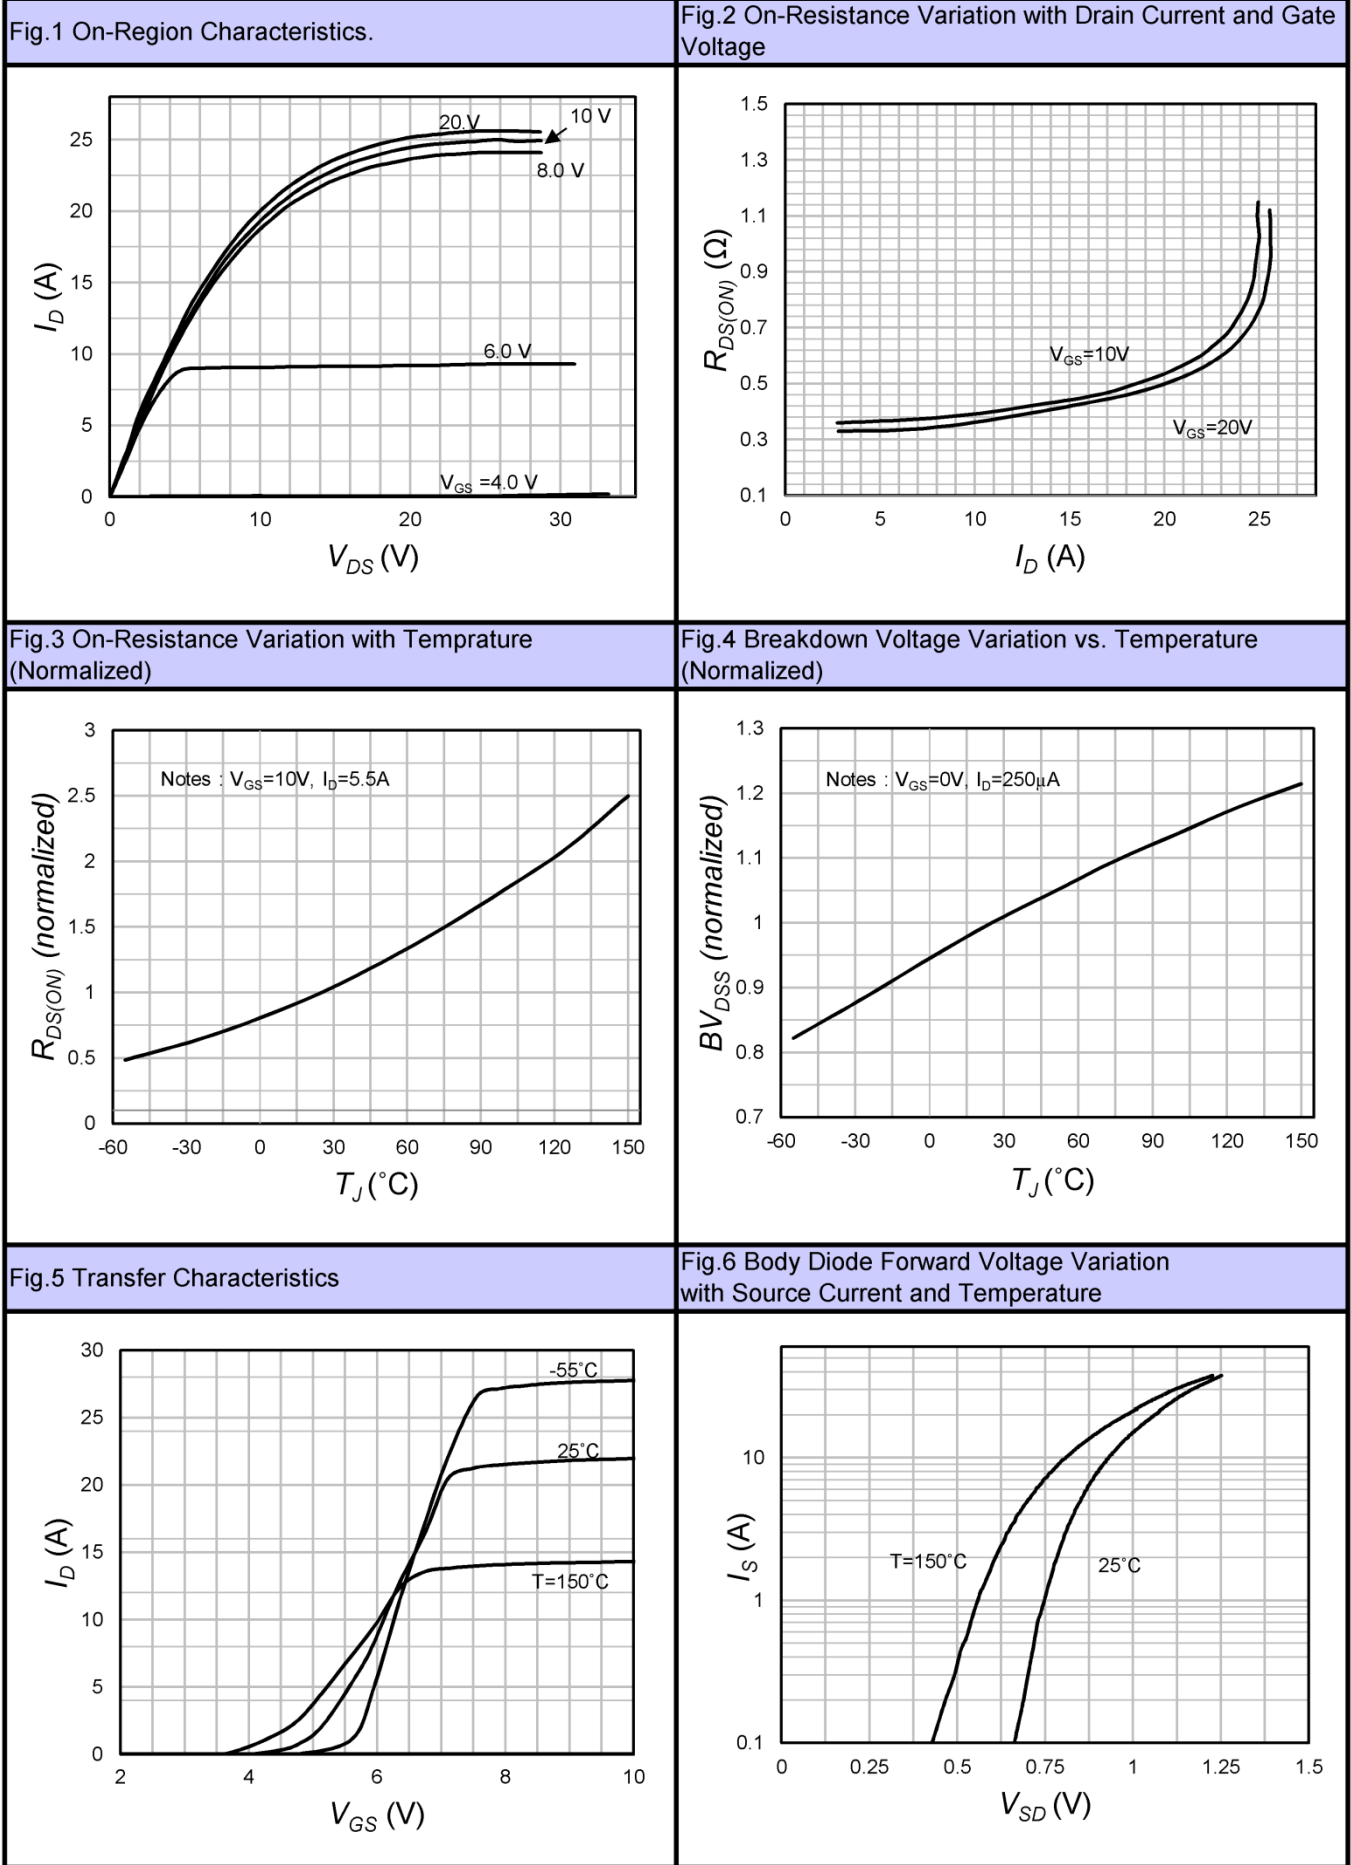 Fig.1 On-Region Characteristics.
Fig.2 On-Resistance Variation with Drain Current and Gate
Voltage
25
20
15
10
5
0
I_D (A)
20.V
10 V
8.0 V
6.0 V
V_GS =4.0 V
0 10 20 30
V_DS (V)
1.5
1.3
1.1
0.9
0.7
0.5
0.3
0.1
R_DS(ON) (Ω)
V_GS=10V
V_GS=20V
0 5 10 15 20 25
I_D (A)
Fig.3 On-Resistance Variation with Temprature
(Normalized)
Fig.4 Breakdown Voltage Variation vs. Temperature
(Normalized)
3
2.5
2
1.5
1
0.5
0
R_DS(ON) (normalized)
Notes : V_GS=10V, I_D=5.5A
-60 -30 0 30 60 90 120 150
T_J (˚C)
1.3
1.2
1.1
1
0.9
0.8
0.7
BV_DSS (normalized)
Notes : V_GS=0V, I_D=250µA
-60 -30 0 30 60 90 120 150
T_J (˚C)
Fig.5 Transfer Characteristics
Fig.6 Body Diode Forward Voltage Variation
with Source Current and Temperature
30
25
20
15
10
5
0
I_D (A)
-55˚C
25˚C
T=150˚C
2 4 6 8 10
V_GS (V)
10
1
0.1
I_S (A)
T=150˚C
25˚C
0 0.25 0.5 0.75 1 1.25 1.5
V_SD (V)